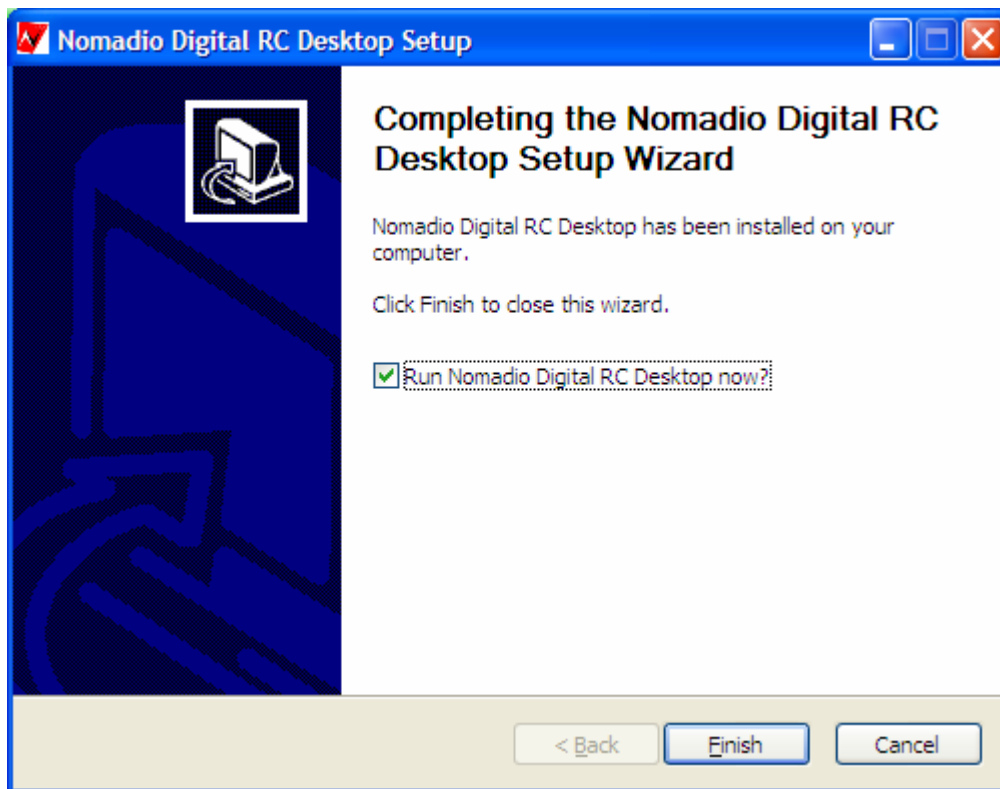 Nomadio Digital RC Desktop Setup
Completing the Nomadio Digital RC
Desktop Setup Wizard
Nomadio Digital RC Desktop has been installed on your
computer.
Click Finish to close this wizard.
Run Nomadio Digital RC Desktop now?
< Back
Finish
Cancel